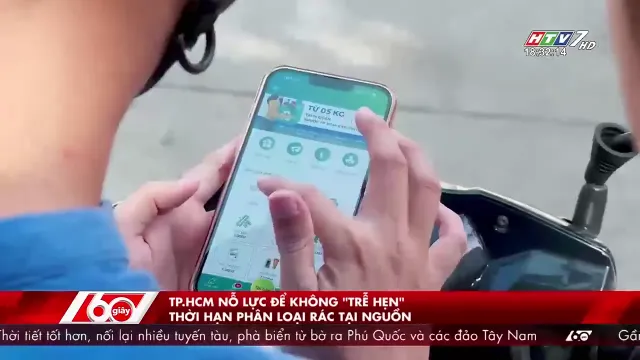 HTV7 HD
TỪ 05 KG
60 giây
TP.HCM NỖ LỰC ĐỂ KHÔNG "TRỄ HẸN"
THỜI HẠN PHÂN LOẠI RÁC TẠI NGUỒN
Thời tiết tốt hơn, nối lại nhiều tuyến tàu, phà biển từ bờ ra Phú Quốc và các đảo Tây Nam
60